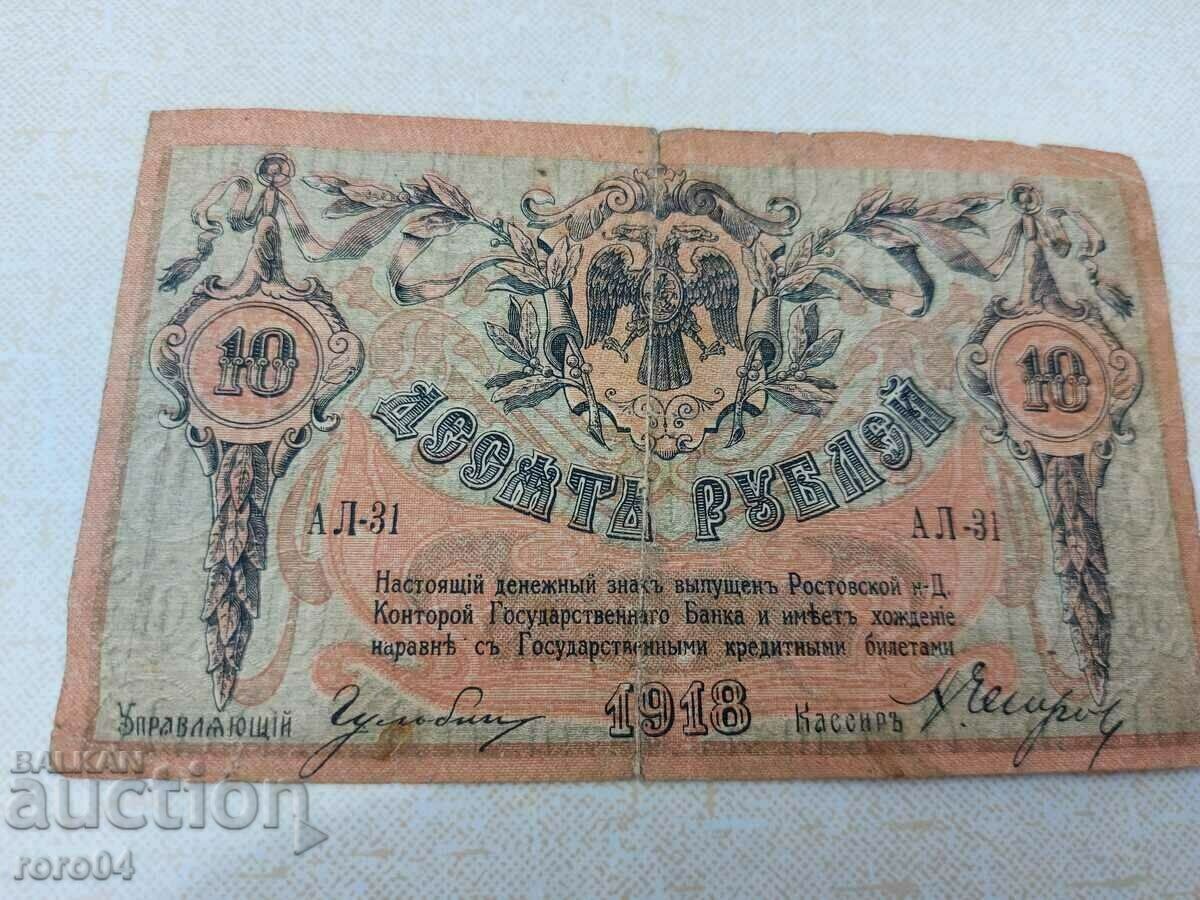 10
10
ДЕСЯТЬ РУБЛЕЙ
АЛ-31
АЛ-31
Настоящій денежный знакъ выпущенъ Ростовской н-Д.
Конторой Государственнаго Банка и имѣетъ хожденіе
наравнѣ съ Государственными кредитными билетами
1918
Управляющій
Кассиръ
BALKAN
auction
roro04